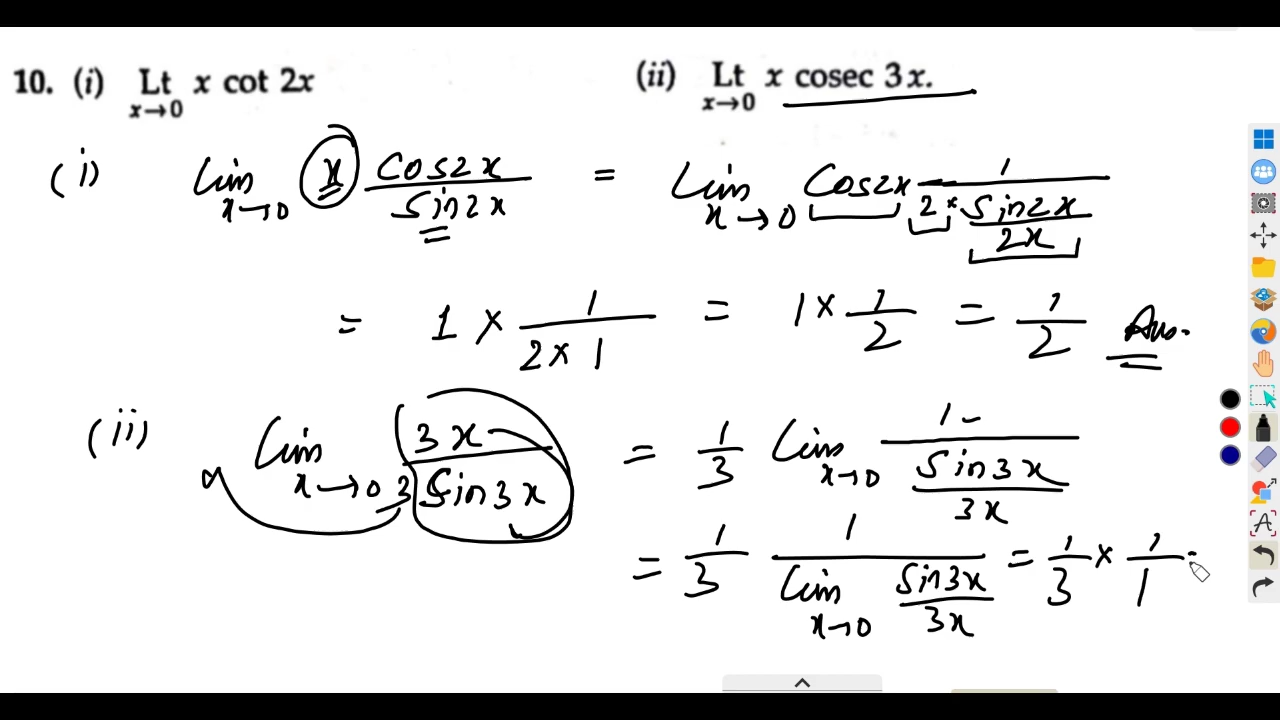 10. (i) Lt x→0 x cot 2x (ii) Lt x→0 x cosec 3x.
(i) Lim x→0 x Cos2x / Sin2x = Lim x→0 Cos2x 1 / 2 × Sin2x / 2x
= 1 × 1 / 2 × 1 = 1 × 1 / 2 = 1 / 2 Ans.
(ii) Lim x→0 3x / 3 Sin3x = 1 / 3 Lim x→0 1 / Sin3x / 3x
= 1 / 3 1 / Lim x→0 Sin3x / 3x = 1 / 3 × 1 / 1 =